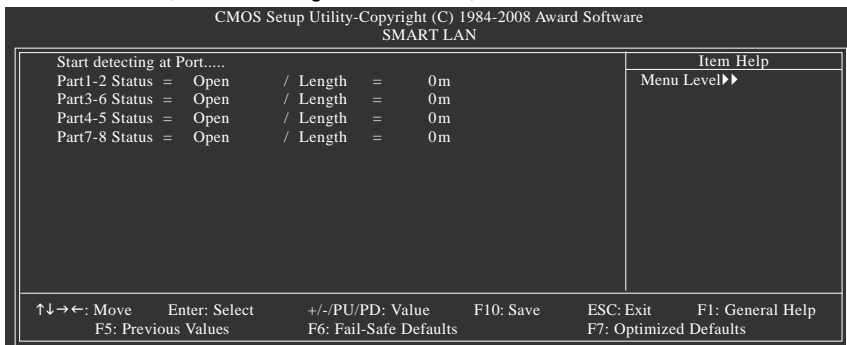 CMOS Setup Utility-Copyright (C) 1984-2008 Award Software
SMART LAN
Start detecting at Port.....
Part1-2 Status = Open / Length = 0m
Part3-6 Status = Open / Length = 0m
Part4-5 Status = Open / Length = 0m
Part7-8 Status = Open / Length = 0m
Item Help
Menu Level▶▶
↑↓→←: Move Enter: Select +/-/PU/PD: Value F10: Save ESC: Exit F1: General Help
F5: Previous Values F6: Fail-Safe Defaults F7: Optimized Defaults